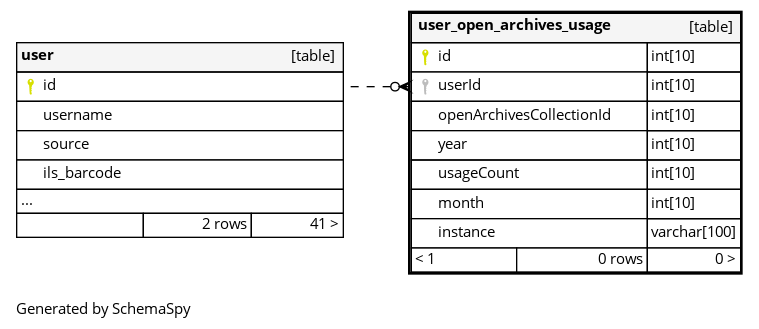 user [table]
id
username
source
ils_barcode
...
2 rows 41 >
user_open_archives_usage [table]
id int[10]
userId int[10]
openArchivesCollectionId int[10]
year int[10]
usageCount int[10]
month int[10]
instance varchar[100]
< 1 0 rows 0 >
Generated by SchemaSpy